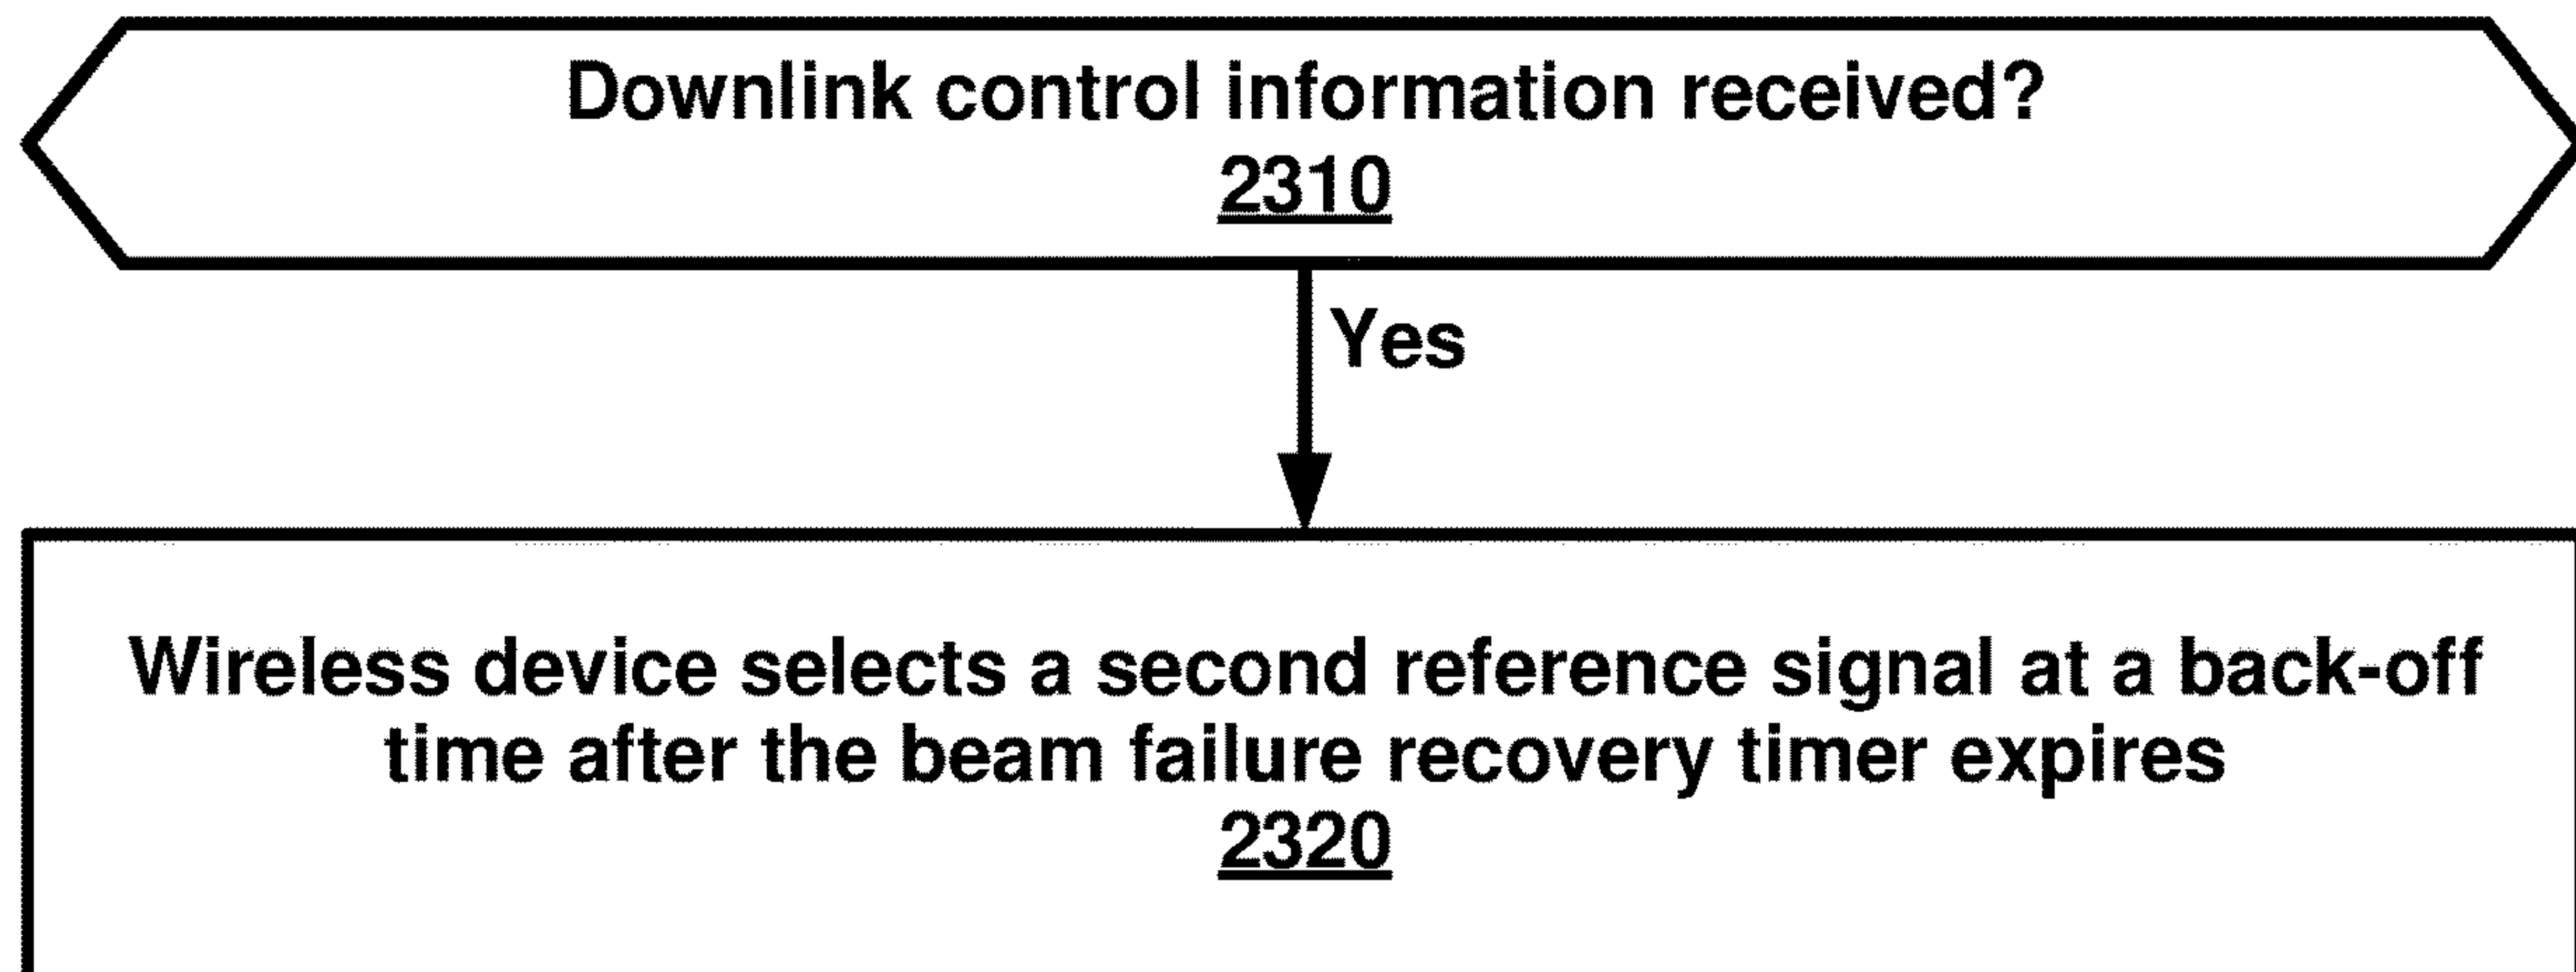 Downlink control information received?
2310
Yes
Wireless device selects a second reference signal at a back-off
time after the beam failure recovery timer expires
2320